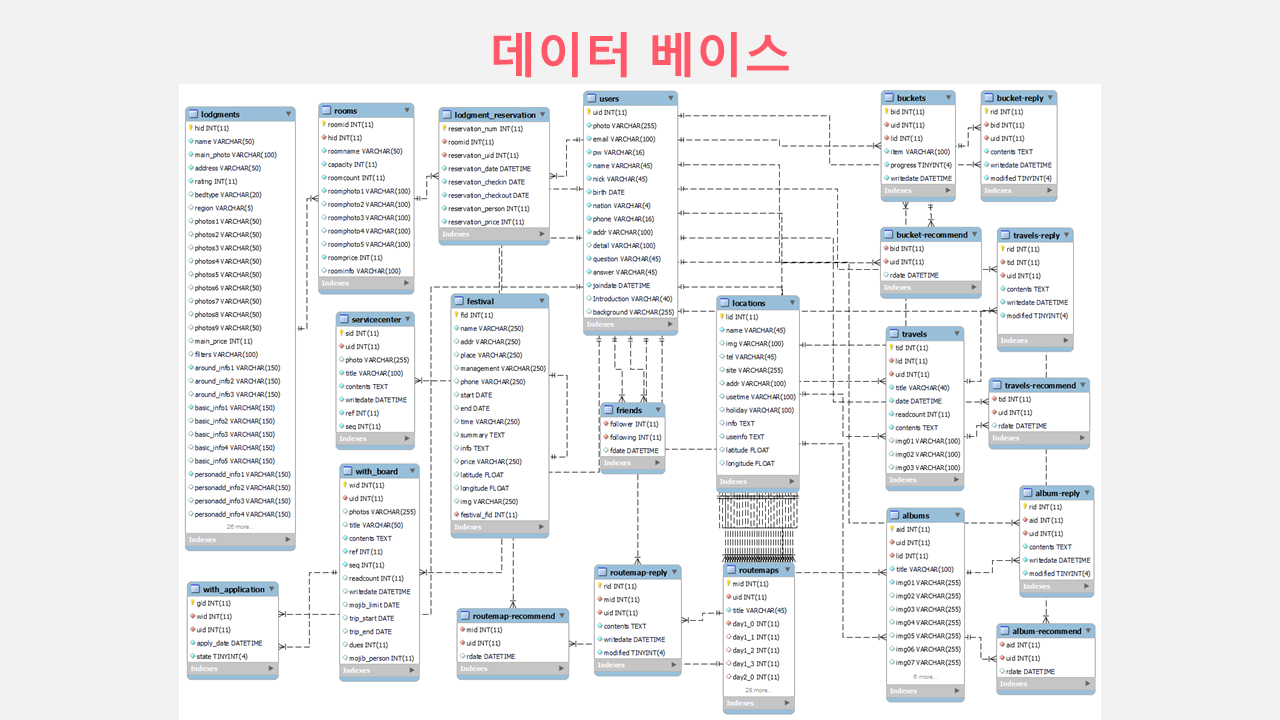 데이터 베이스
lodgments
hid INT(11)
name VARCHAR(50)
main_photo VARCHAR(100)
address VARCHAR(50)
rating INT(11)
bedtype VARCHAR(20)
region VARCHAR(5)
photos1 VARCHAR(50)
photos2 VARCHAR(50)
photos3 VARCHAR(50)
photos4 VARCHAR(50)
photos5 VARCHAR(50)
photos6 VARCHAR(50)
photos7 VARCHAR(50)
photos8 VARCHAR(50)
photos9 VARCHAR(50)
main_price INT(11)
filters VARCHAR(100)
around_info1 VARCHAR(150)
around_info2 VARCHAR(150)
around_info3 VARCHAR(150)
basic_info1 VARCHAR(150)
basic_info2 VARCHAR(150)
basic_info3 VARCHAR(150)
basic_info4 VARCHAR(150)
basic_info5 VARCHAR(150)
personadd_info1 VARCHAR(150)
personadd_info2 VARCHAR(150)
personadd_info3 VARCHAR(150)
personadd_info4 VARCHAR(150)
26 more...
Indexes
rooms
roomid INT(11)
hid INT(11)
roomname VARCHAR(50)
capacity INT(11)
roomcount INT(11)
roomphoto1 VARCHAR(100)
roomphoto2 VARCHAR(100)
roomphoto3 VARCHAR(100)
roomphoto4 VARCHAR(100)
roomphoto5 VARCHAR(100)
roomprice INT(11)
roominfo VARCHAR(100)
Indexes
lodgment_reservation
reservation_num INT(11)
roomid INT(11)
reservation_uid INT(11)
reservation_date DATETIME
reservation_checkin DATE
reservation_checkout DATE
reservation_person INT(11)
reservation_price INT(11)
Indexes
users
uid INT(11)
photo VARCHAR(255)
email VARCHAR(100)
pw VARCHAR(16)
name VARCHAR(45)
nick VARCHAR(45)
birth DATE
nation VARCHAR(4)
phone VARCHAR(16)
addr VARCHAR(100)
detail VARCHAR(100)
question VARCHAR(45)
answer VARCHAR(45)
joindate DATETIME
Introduction VARCHAR(40)
background VARCHAR(255)
Indexes
buckets
bid INT(11)
uid INT(11)
lid INT(11)
item VARCHAR(100)
progress TINYINT(4)
writedate DATETIME
Indexes
bucket-reply
rid INT(11)
bid INT(11)
uid INT(11)
contents TEXT
writedate DATETIME
modified TINYINT(4)
Indexes
bucket-recommend
bid INT(11)
uid INT(11)
rdate DATETIME
Indexes
travels-reply
rid INT(11)
tid INT(11)
uid INT(11)
contents TEXT
writedate DATETIME
modified TINYINT(4)
Indexes
servicecenter
sid INT(11)
uid INT(11)
photo VARCHAR(255)
title VARCHAR(100)
contents TEXT
writedate DATETIME
ref INT(11)
seq INT(11)
Indexes
festival
fid INT(11)
name VARCHAR(250)
addr VARCHAR(250)
place VARCHAR(250)
management VARCHAR(250)
phone VARCHAR(250)
start DATE
end DATE
time VARCHAR(250)
summary TEXT
info TEXT
price VARCHAR(250)
latitude FLOAT
longitude FLOAT
img VARCHAR(250)
festival_fid INT(11)
Indexes
locations
lid INT(11)
name VARCHAR(45)
img VARCHAR(100)
tel VARCHAR(45)
site VARCHAR(255)
addr VARCHAR(100)
usetime VARCHAR(100)
holiday VARCHAR(100)
info TEXT
useinfo TEXT
latitude FLOAT
longitude FLOAT
Indexes
travels
tid INT(11)
lid INT(11)
uid INT(11)
title VARCHAR(40)
date DATETIME
readcount INT(11)
contents TEXT
img01 VARCHAR(100)
img02 VARCHAR(100)
img03 VARCHAR(100)
Indexes
travels-recommend
tid INT(11)
uid INT(11)
rdate DATETIME
Indexes
friends
follower INT(11)
following INT(11)
fdate DATETIME
Indexes
with_board
wid INT(11)
uid INT(11)
photos VARCHAR(255)
title VARCHAR(50)
contents TEXT
ref INT(11)
seq INT(11)
readcount INT(11)
writedate DATETIME
mojib_limit DATE
trip_start DATE
trip_end DATE
dues INT(11)
mojib_person INT(11)
Indexes
album-reply
rid INT(11)
aid INT(11)
uid INT(11)
contents TEXT
writedate DATETIME
modified TINYINT(4)
Indexes
albums
aid INT(11)
uid INT(11)
lid INT(11)
title VARCHAR(100)
img01 VARCHAR(255)
img02 VARCHAR(255)
img03 VARCHAR(255)
img04 VARCHAR(255)
img05 VARCHAR(255)
img06 VARCHAR(255)
img07 VARCHAR(255)
6 more...
Indexes
with_application
gid INT(11)
wid INT(11)
uid INT(11)
apply_date DATETIME
state TINYINT(4)
Indexes
routemap-recommend
mid INT(11)
uid INT(11)
rdate DATETIME
Indexes
routemap-reply
rid INT(11)
mid INT(11)
uid INT(11)
contents TEXT
writedate DATETIME
modified TINYINT(4)
Indexes
routemaps
mid INT(11)
uid INT(11)
title VARCHAR(45)
day1_0 INT(11)
day1_1 INT(11)
day1_2 INT(11)
day1_3 INT(11)
day2_0 INT(11)
28 more...
Indexes
album-recommend
aid INT(11)
uid INT(11)
rdate DATETIME
Indexes